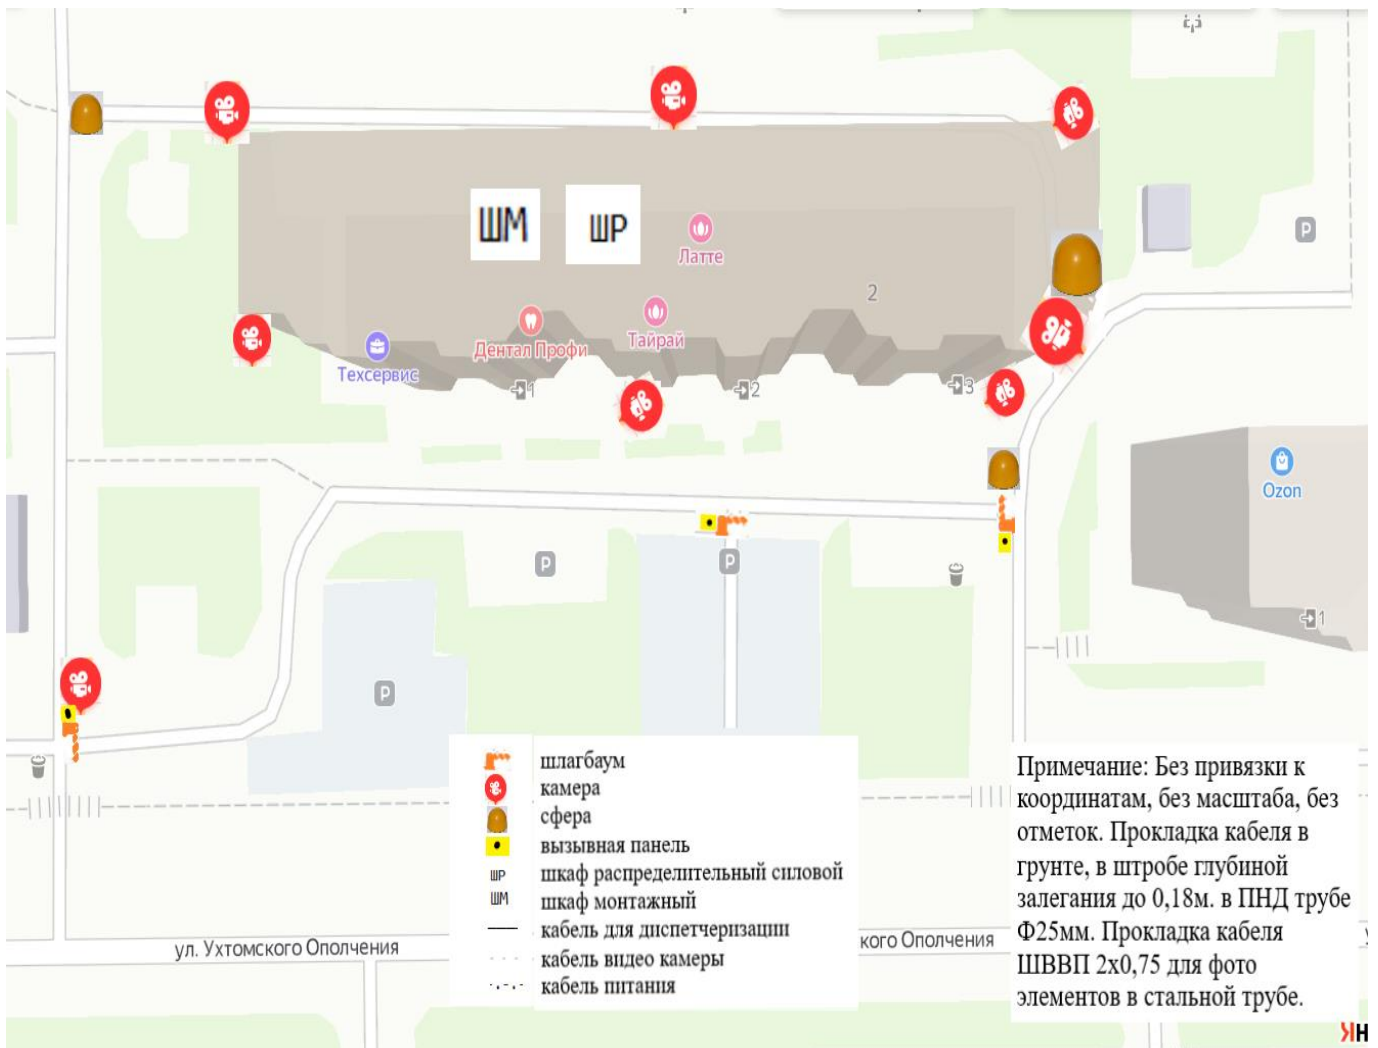 ШМ
ШР
Латте
2
Тайрай
Дентал Профи
Техсервис
1
2
3
P
Ozon
P
P
1
P
шлагбаум
камера
сфера
вызывная панель
ШР шкаф распределительный силовой
ШМ шкаф монтажный
кабель для диспетчеризации
кабель видео камеры
кабель питания
Примечание: Без привязки к
координатам, без масштаба, без
отметок. Прокладка кабеля в
грунте, в штробе глубиной
залегания до 0,18м. в ПНД трубе
Ф25мм. Прокладка кабеля
ШВВП 2х0,75 для фото
элементов в стальной трубе.
ул. Ухтомского Ополчения
кого Ополчения
Ян